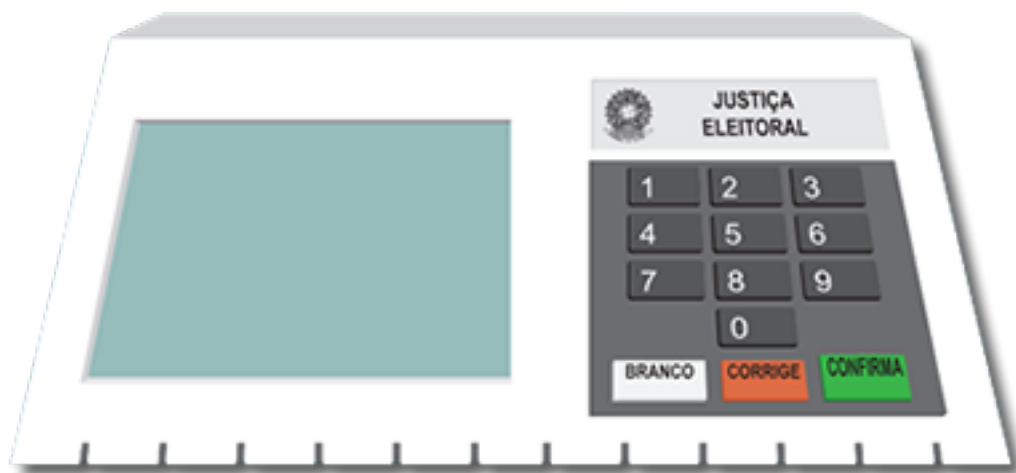 JUSTIÇA
ELEITORAL
1 2 3
4 5 6
7 8 9
0
BRANCO CORRIGE CONFIRMA